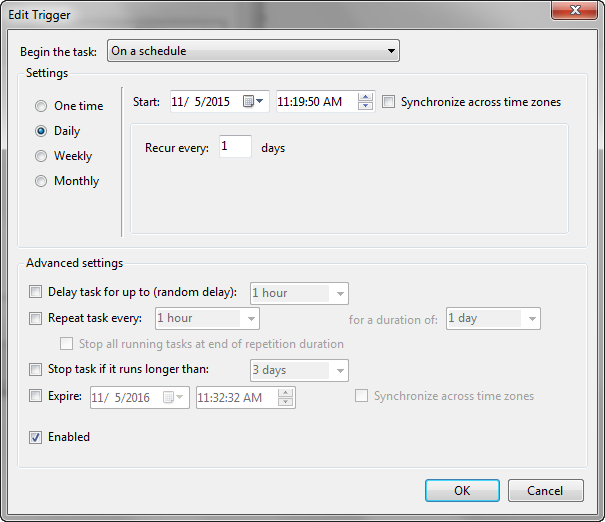 Edit Trigger
Begin the task: On a schedule
Settings
One time
Daily
Weekly
Monthly
Start: 11/ 5/2015 11:19:50 AM Synchronize across time zones
Recur every: 1 days
Advanced settings
Delay task for up to (random delay): 1 hour
Repeat task every: 1 hour for a duration of: 1 day
Stop all running tasks at end of repetition duration
Stop task if it runs longer than: 3 days
Expire: 11/ 5/2016 11:32:32 AM Synchronize across time zones
Enabled
OK Cancel